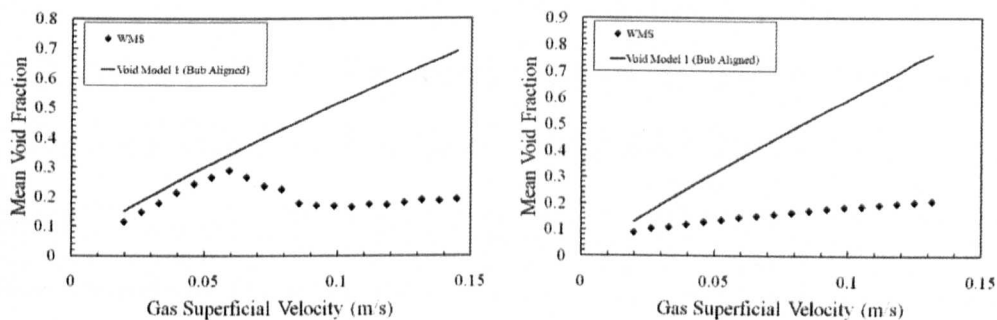 0.8
0.7
0.6
0.5
0.4
0.3
0.2
0.1
0
Mean Void Fraction
WMS
Void Model 1 (Bub Aligned)
0 0.05 0.1 0.15
Gas Superficial Velocity (m/s)
0.9
0.8
0.7
0.6
0.5
0.4
0.3
0.2
0.1
0
Mean Void Fraction
WMS
Void Model 1 (Bub Aligned)
0 0.05 0.1 0.15
Gas Superficial Velocity (m/s)